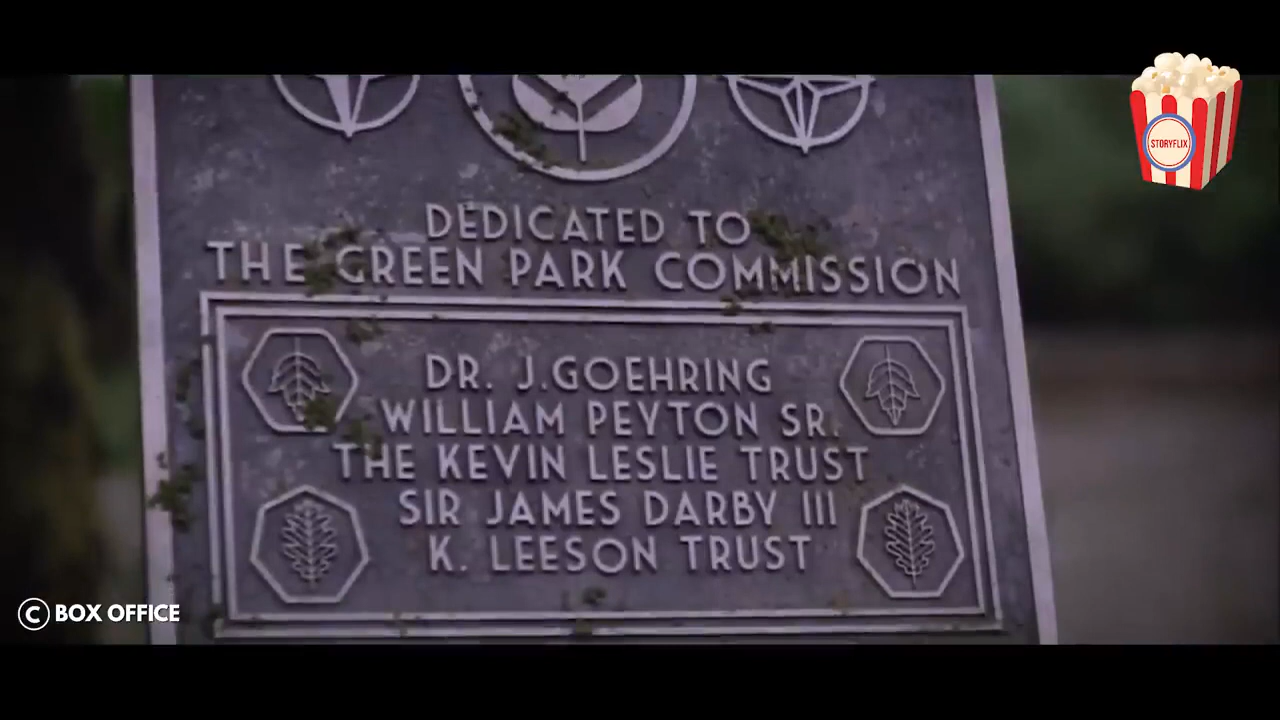 STORYFLIX
DEDICATED TO
THE GREEN PARK COMMISSION
DR. J.GOEHRING
WILLIAM PEYTON SR.
THE KEVIN LESLIE TRUST
SIR JAMES DARBY III
K. LEESON TRUST
© BOX OFFICE